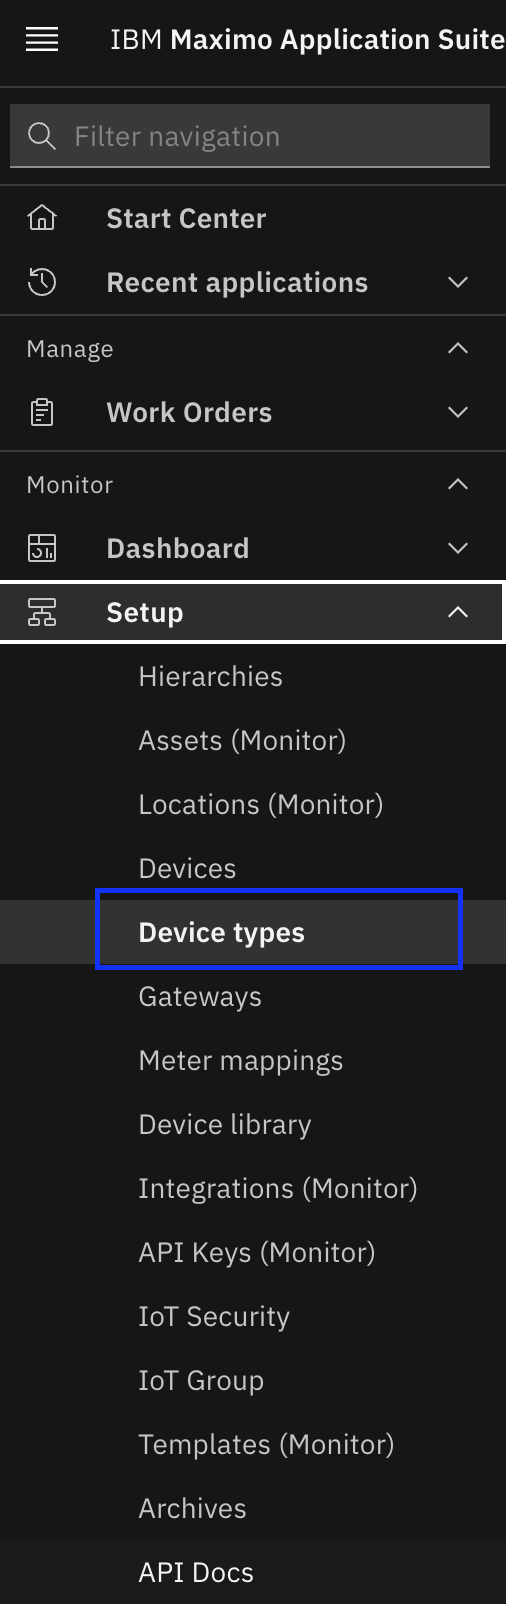 IBM Maximo Application Suite
Filter navigation
Start Center
Recent applications
Manage
Work Orders
Monitor
Dashboard
Setup
Hierarchies
Assets (Monitor)
Locations (Monitor)
Devices
Device types
Gateways
Meter mappings
Device library
Integrations (Monitor)
API Keys (Monitor)
IoT Security
IoT Group
Templates (Monitor)
Archives
API Docs